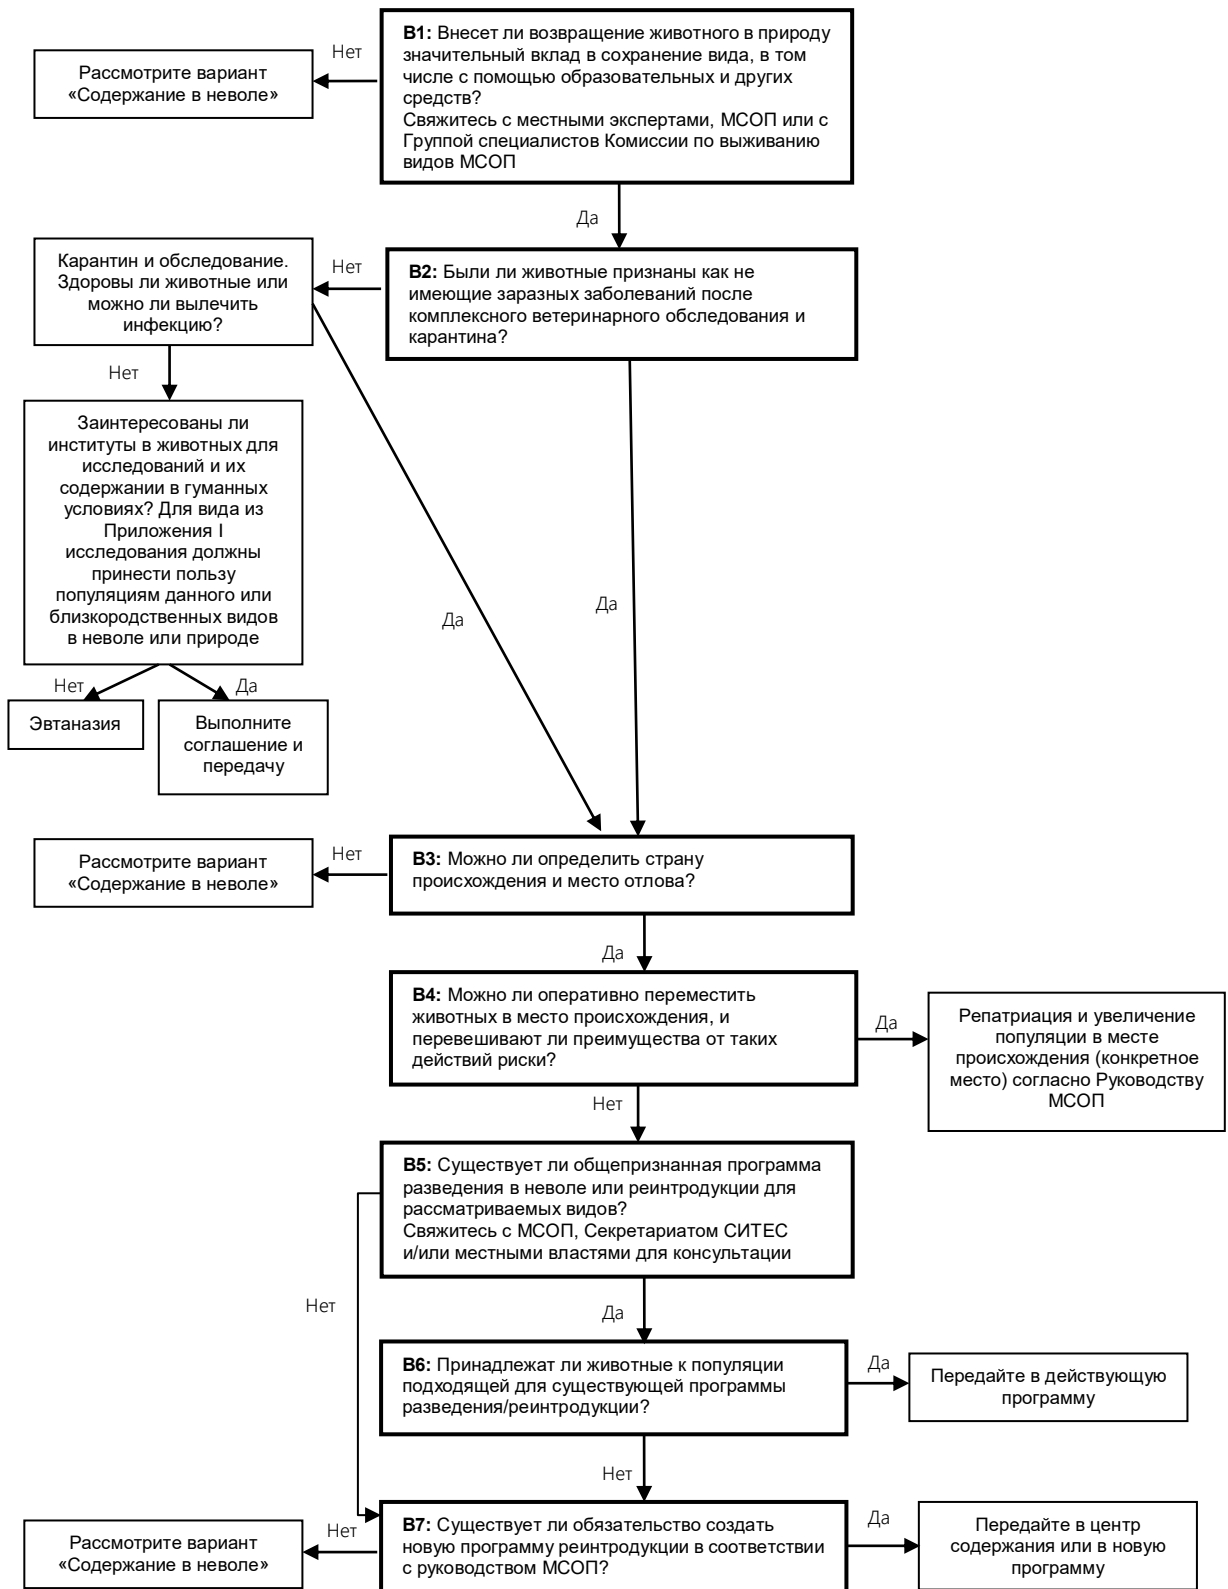 В1: Внесет ли возвращение животного в природу
значительный вклад в сохранение вида, в том
числе с помощью образовательных и других
средств?
Свяжитесь с местными экспертами, МСОП или с
Группой специалистов Комиссии по выживанию
видов МСОП
Нет
Рассмотрите вариант
«Содержание в неволе»
Да
В2: Были ли животные признаны как не
имеющие заразных заболеваний после
комплексного ветеринарного обследования и
карантина?
Нет
Карантин и обследование.
Здоровы ли животные или
можно ли вылечить
инфекцию?
Нет
Заинтересованы ли
институты в животных для
исследований и их
содержании в гуманных
условиях? Для вида из
Приложения I
исследования должны
принести пользу
популяциям данного или
близкородственных видов
в неволе или природе
Да
Да
Нет
Да
Эвтаназия
Выполните
соглашение и
передачу
В3: Можно ли определить страну
происхождения и место отлова?
Нет
Рассмотрите вариант
«Содержание в неволе»
Да
В4: Можно ли оперативно переместить
животных в место происхождения, и
перевешивают ли преимущества от таких
действий риски?
Да
Репатриация и увеличение
популяции в месте
происхождения (конкретное
место) согласно Руководству
МСОП
Нет
В5: Существует ли общепризнанная программа
разведения в неволе или реинтродукции для
рассматриваемых видов?
Свяжитесь с МСОП, Секретариатом СИТЕС
и/или местными властями для консультации
Нет
Да
В6: Принадлежат ли животные к популяции
подходящей для существующей программы
разведения/реинтродукции?
Да
Передайте в действующую
программу
Нет
В7: Существует ли обязательство создать
новую программу реинтродукции в соответствии
с руководством МСОП?
Нет
Рассмотрите вариант
«Содержание в неволе»
Да
Передайте в центр
содержания или в новую
программу